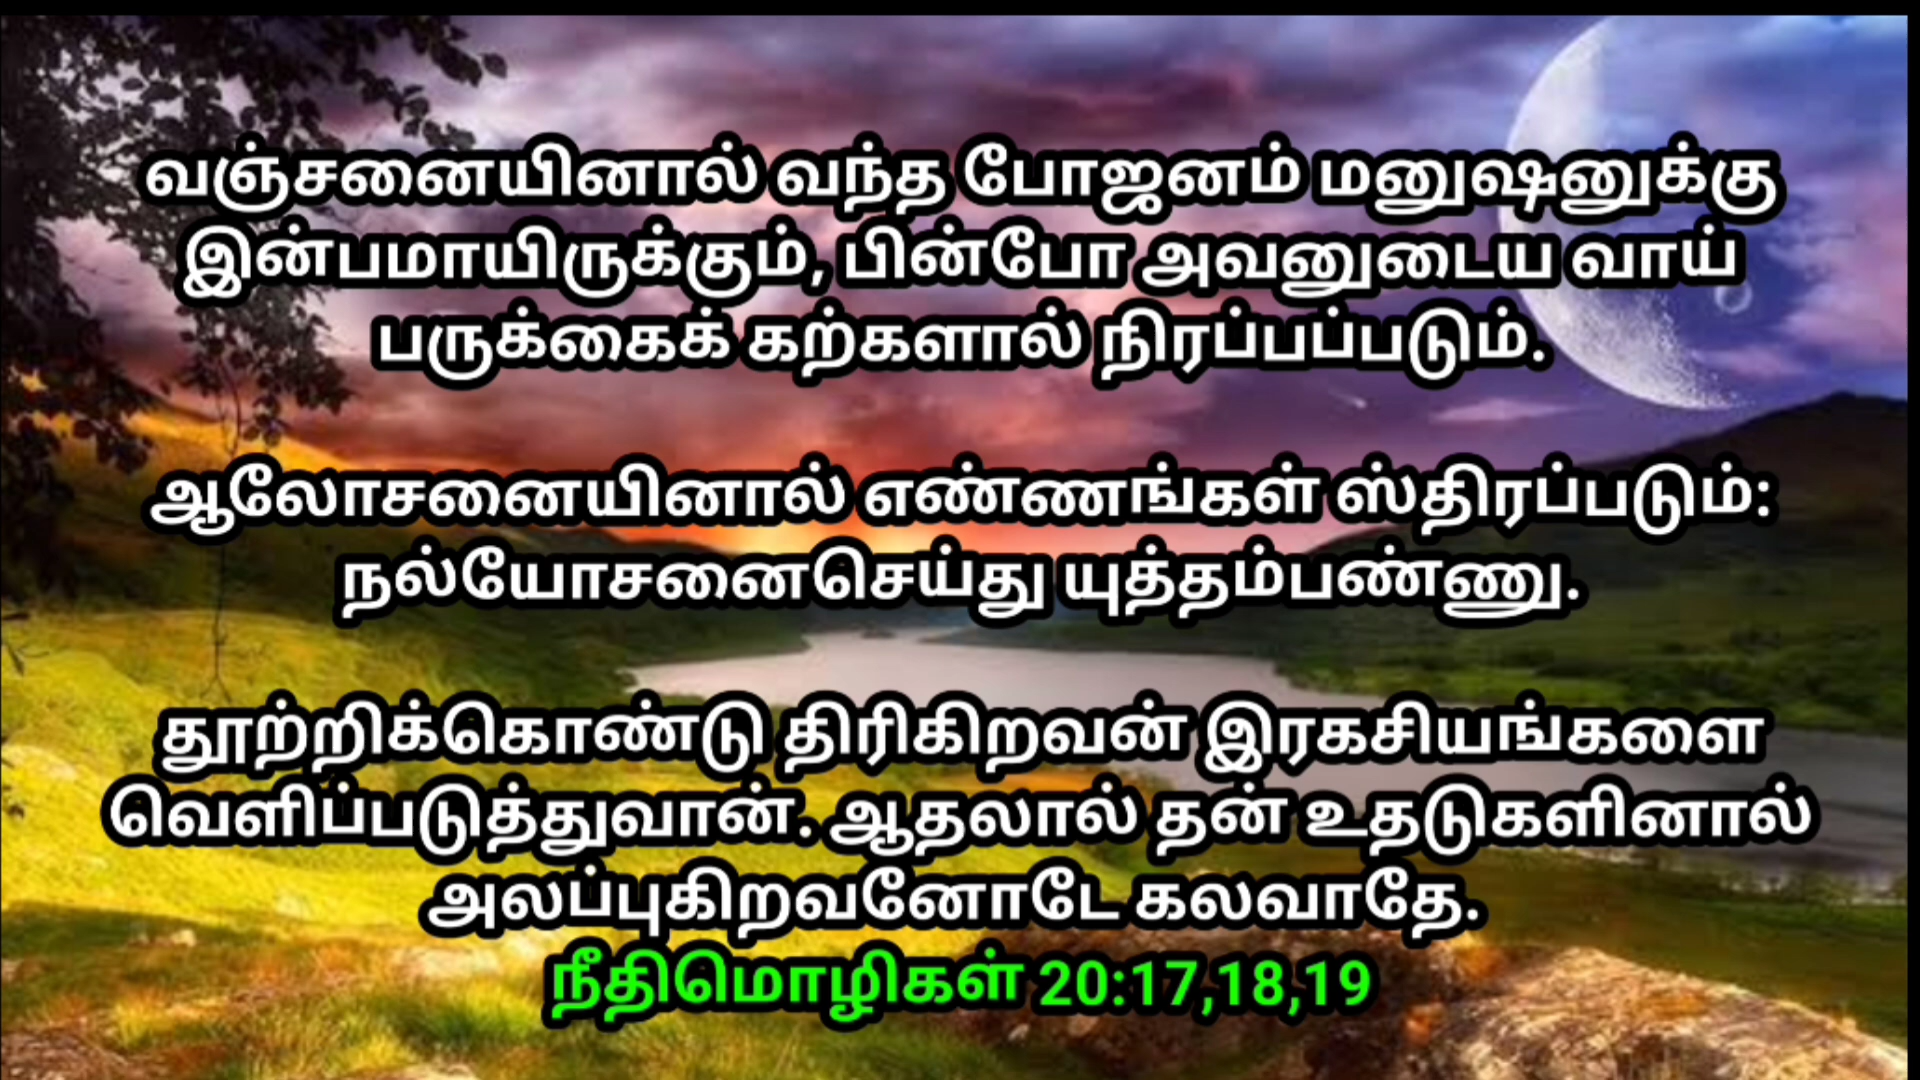 வஞ்சனையினால் வந்த போஜனம் மனுஷனுக்கு
இன்பமாயிருக்கும், பின்போ அவனுடைய வாய்
பருக்கைக் கற்களால் நிரப்பப்படும்.
ஆலோசனையினால் எண்ணங்கள் ஸ்திரப்படும்:
நல்யோசனைசெய்து யுத்தம்பண்ணு.
தூற்றிக்கொண்டு திரிகிறவன் இரகசியங்களை
வெளிப்படுத்துவான். ஆதலால் தன் உதடுகளினால்
அலப்புகிறவனோடே கலவாதே.
நீதிமொழிகள் 20:17,18,19